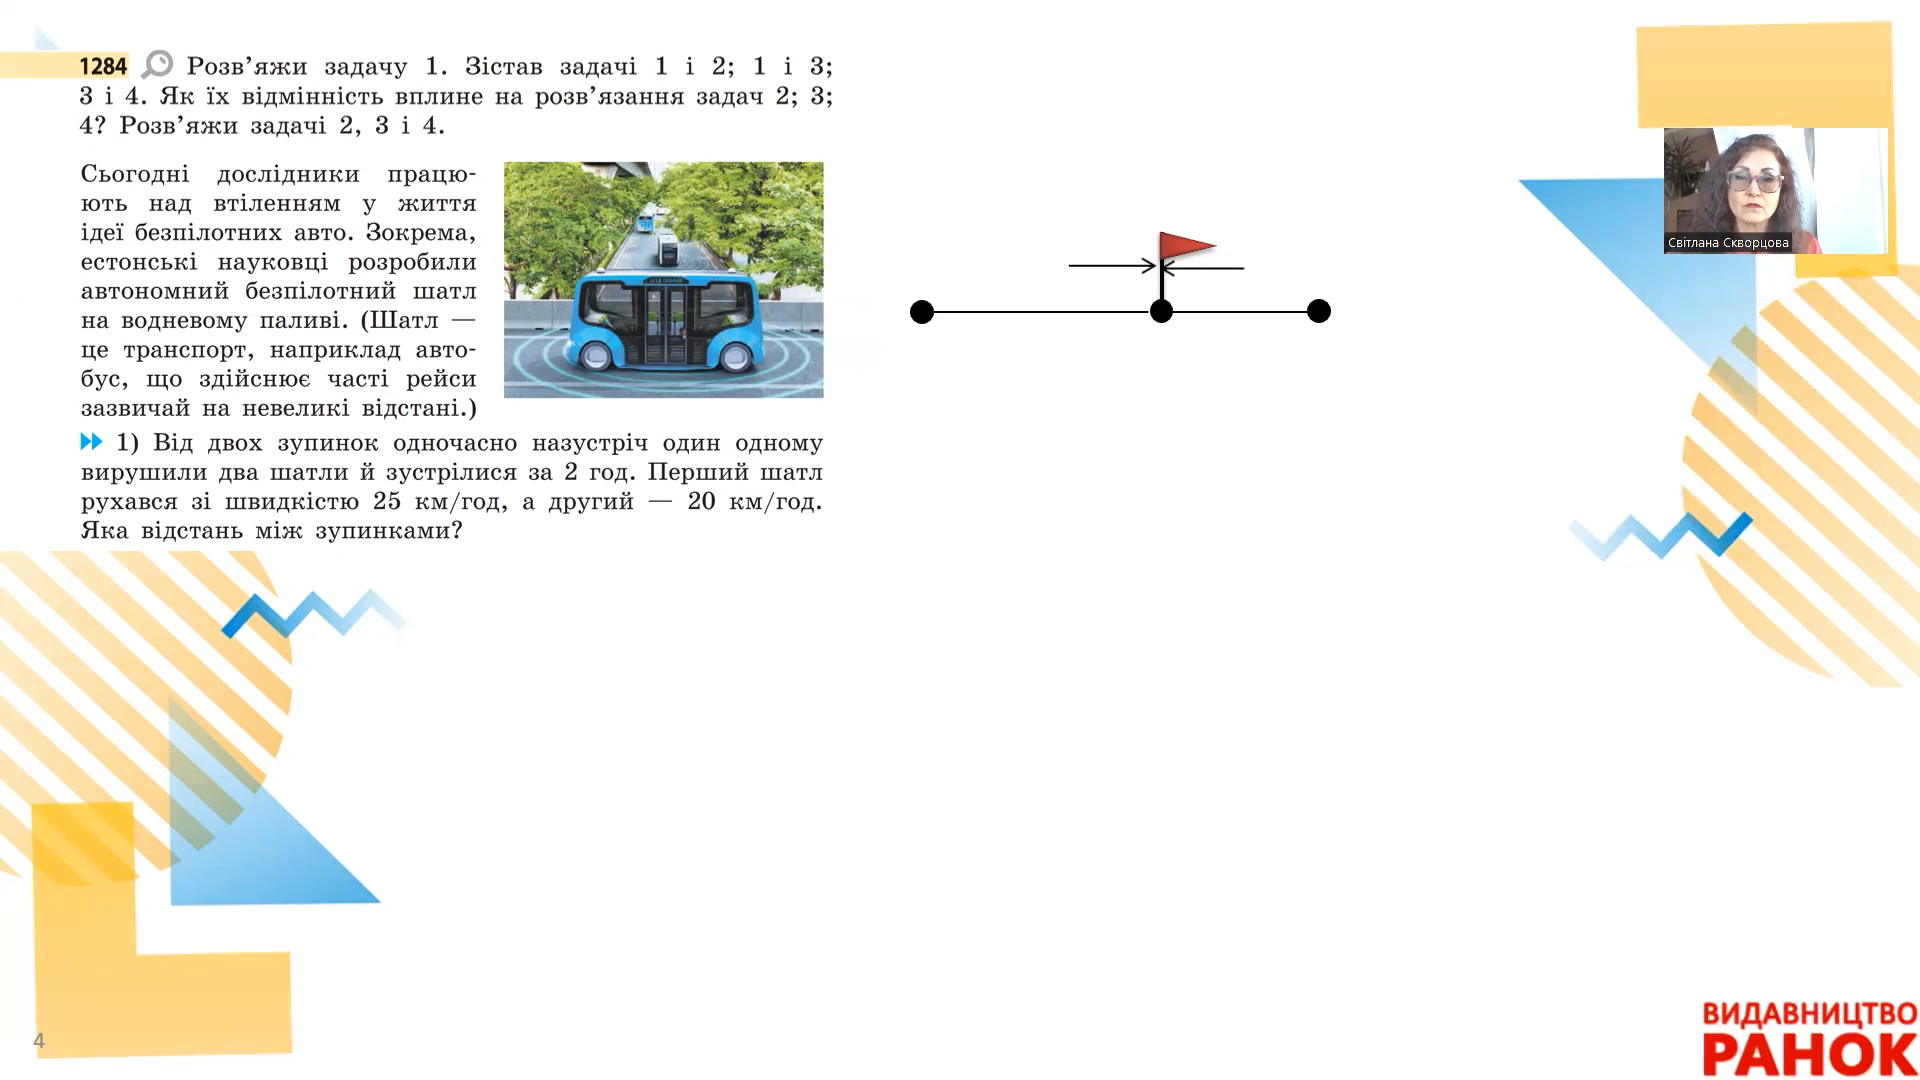 1284 Розв’яжи задачу 1. Зістав задачі 1 і 2; 1 і 3;
3 і 4. Як їх відмінність вплине на розв’язання задач 2; 3;
4? Розв’яжи задачі 2, 3 і 4.
Сьогодні дослідники працю-
ють над втіленням у життя
ідеї безпілотних авто. Зокрема,
естонські науковці розробили
автономний безпілотний шатл
на водневому паливі. (Шатл —
це транспорт, наприклад авто-
бус, що здійснює часті рейси
зазвичай на невеликі відстані.)
1) Від двох зупинок одночасно назустріч один одному
вирушили два шатли й зустрілися за 2 год. Перший шатл
рухався зі швидкістю 25 км/год, а другий — 20 км/год.
Яка відстань між зупинками?
Світлана Скворцова
4
ВИДАВНИЦТВО
РАНОК